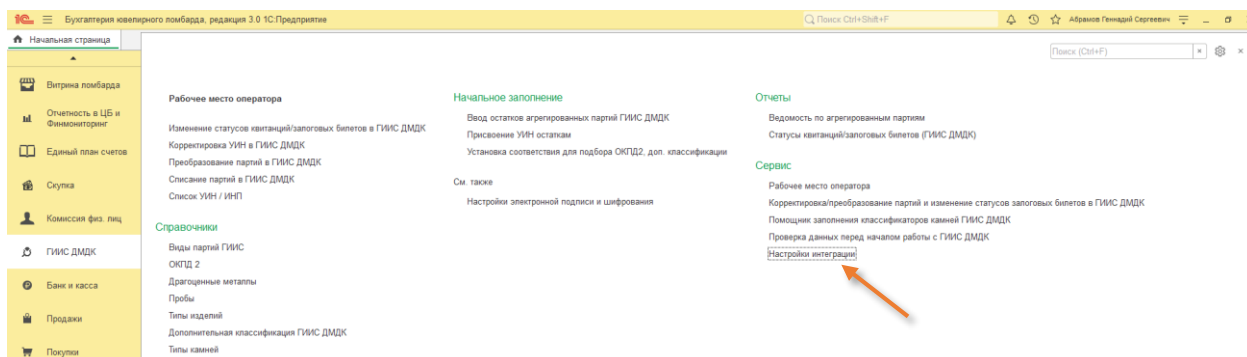 1С Бухгалтерия ювелирного ломбарда, редакция 3.0 1С:Предприятие
Поиск Ctrl+Shift+F
Абрамов Геннадий Сергеевич
Начальная страница
Поиск (Ctrl+F)
Витрина ломбарда
Отчетность в ЦБ и
Финмониторинг
Единый план счетов
Скупка
Комиссия физ. лиц
ГИИС ДМДК
Банк и касса
Продажи
Покупки
Рабочее место оператора
Изменение статусов квитанций/залоговых билетов в ГИИС ДМДК
Корректировка УИН в ГИИС ДМДК
Преобразование партий в ГИИС ДМДК
Списание партий в ГИИС ДМДК
Список УИН / ИНП
Справочники
Виды партий ГИИС
ОКПД 2
Драгоценные металлы
Пробы
Типы изделий
Дополнительная классификация ГИИС ДМДК
Типы камней
Начальное заполнение
Ввод остатков агрегированных партий ГИИС ДМДК
Присвоение УИН остаткам
Установка соответствия для подбора ОКПД2, доп. классификации
См. также
Настройки электронной подписи и шифрования
Отчеты
Ведомость по агрегированным партиям
Статусы квитанций/залоговых билетов (ГИИС ДМДК)
Сервис
Рабочее место оператора
Корректировка/преобразование партий и изменение статусов залоговых билетов в ГИИС ДМДК
Помощник заполнения классификаторов камней ГИИС ДМДК
Проверка данных перед началом работы с ГИИС ДМДК
Настройки интеграции